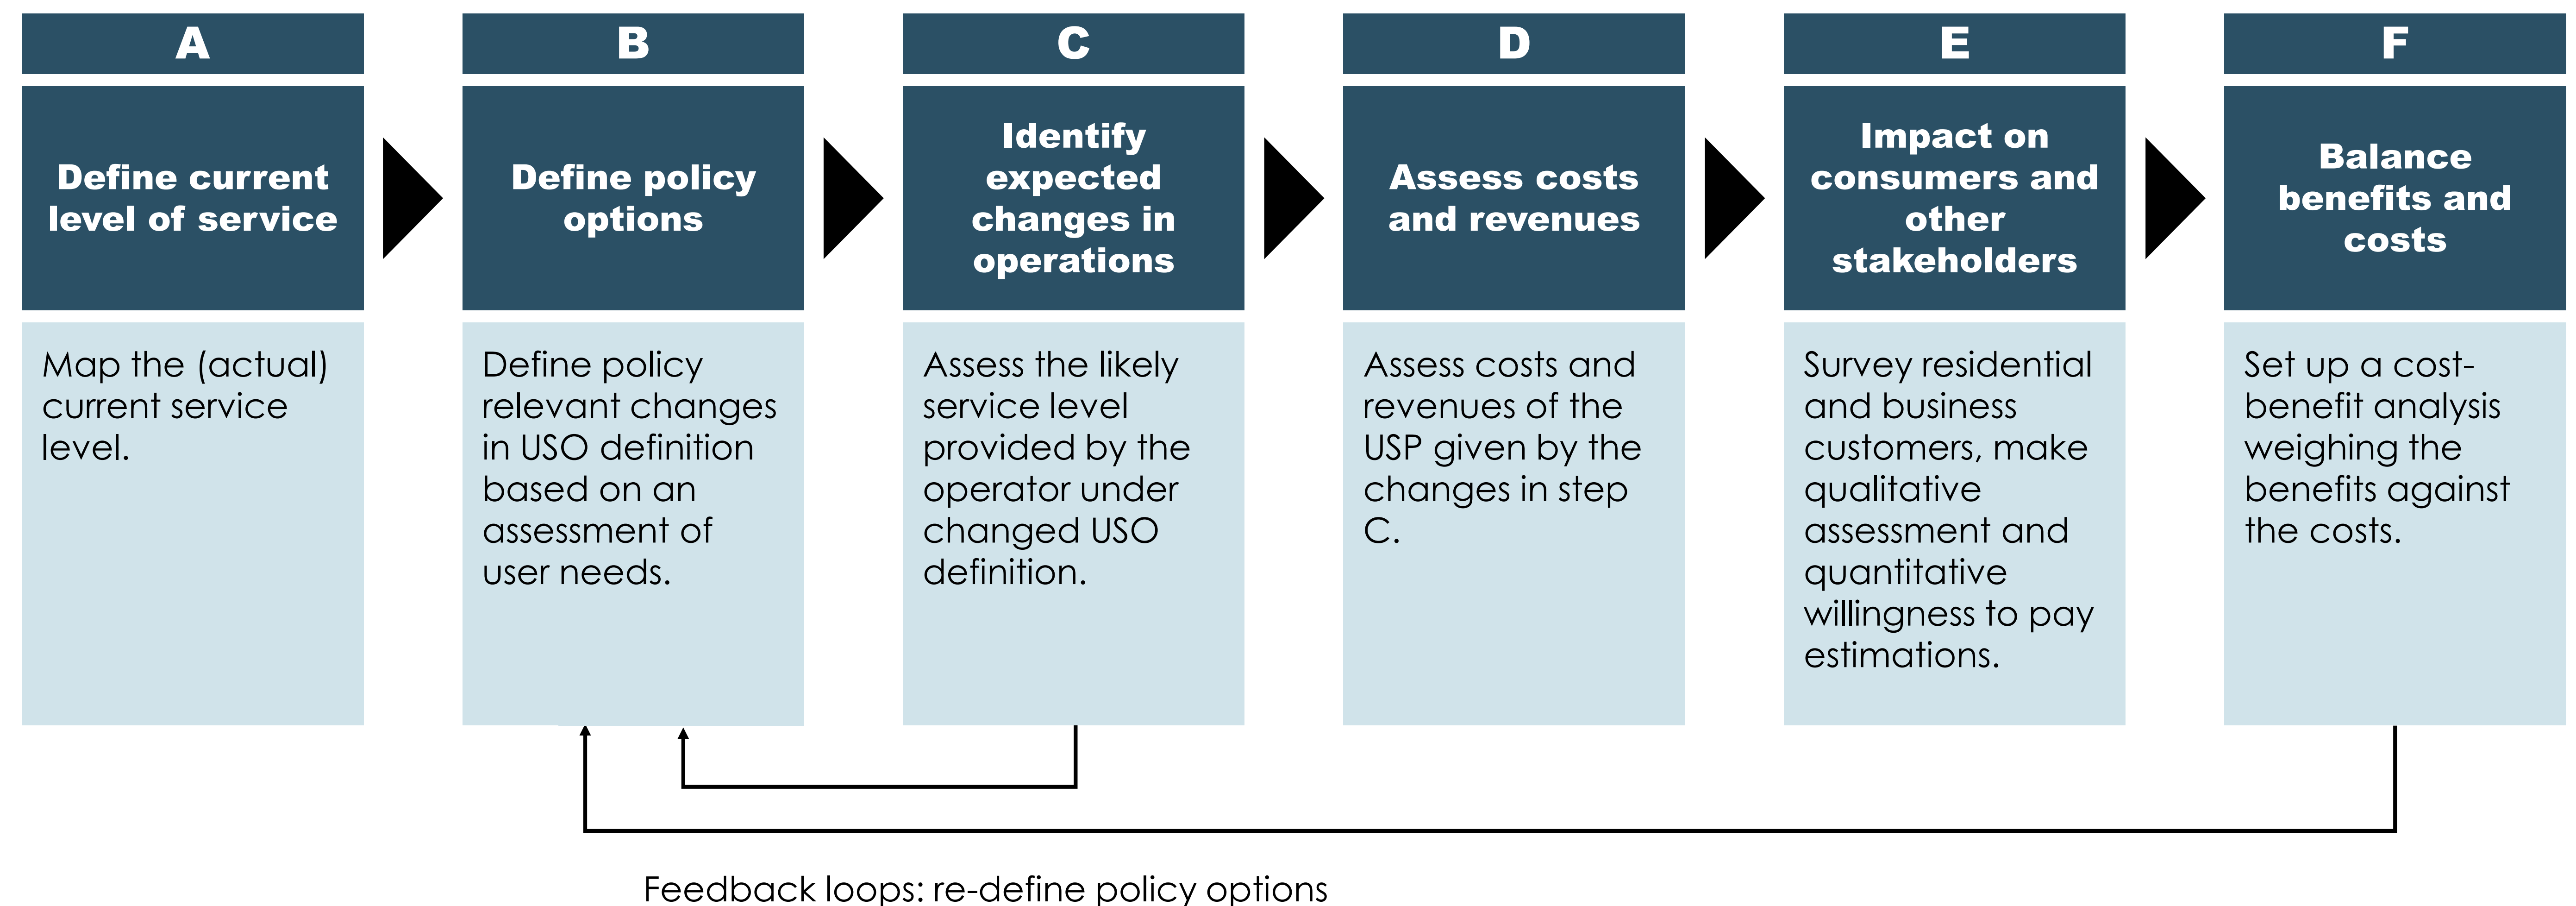 A
Define current
level of service
Map the (actual)
current service
level.
B
Define policy
options
Define policy
relevant changes
in USO definition
based on an
assessment of
user needs.
C
Identify
expected
changes in
operations
Assess the likely
service level
provided by the
operator under
changed USO
definition.
D
Assess costs
and revenues
Assess costs and
revenues of the
USP given by the
changes in step
C.
E
Impact on
consumers and
other
stakeholders
Survey residential
and business
customers, make
qualitative
assessment and
quantitative
willingness to pay
estimations.
F
Balance
benefits and
costs
Set up a cost-
benefit analysis
weighing the
benefits against
the costs.
Feedback loops: re-define policy options